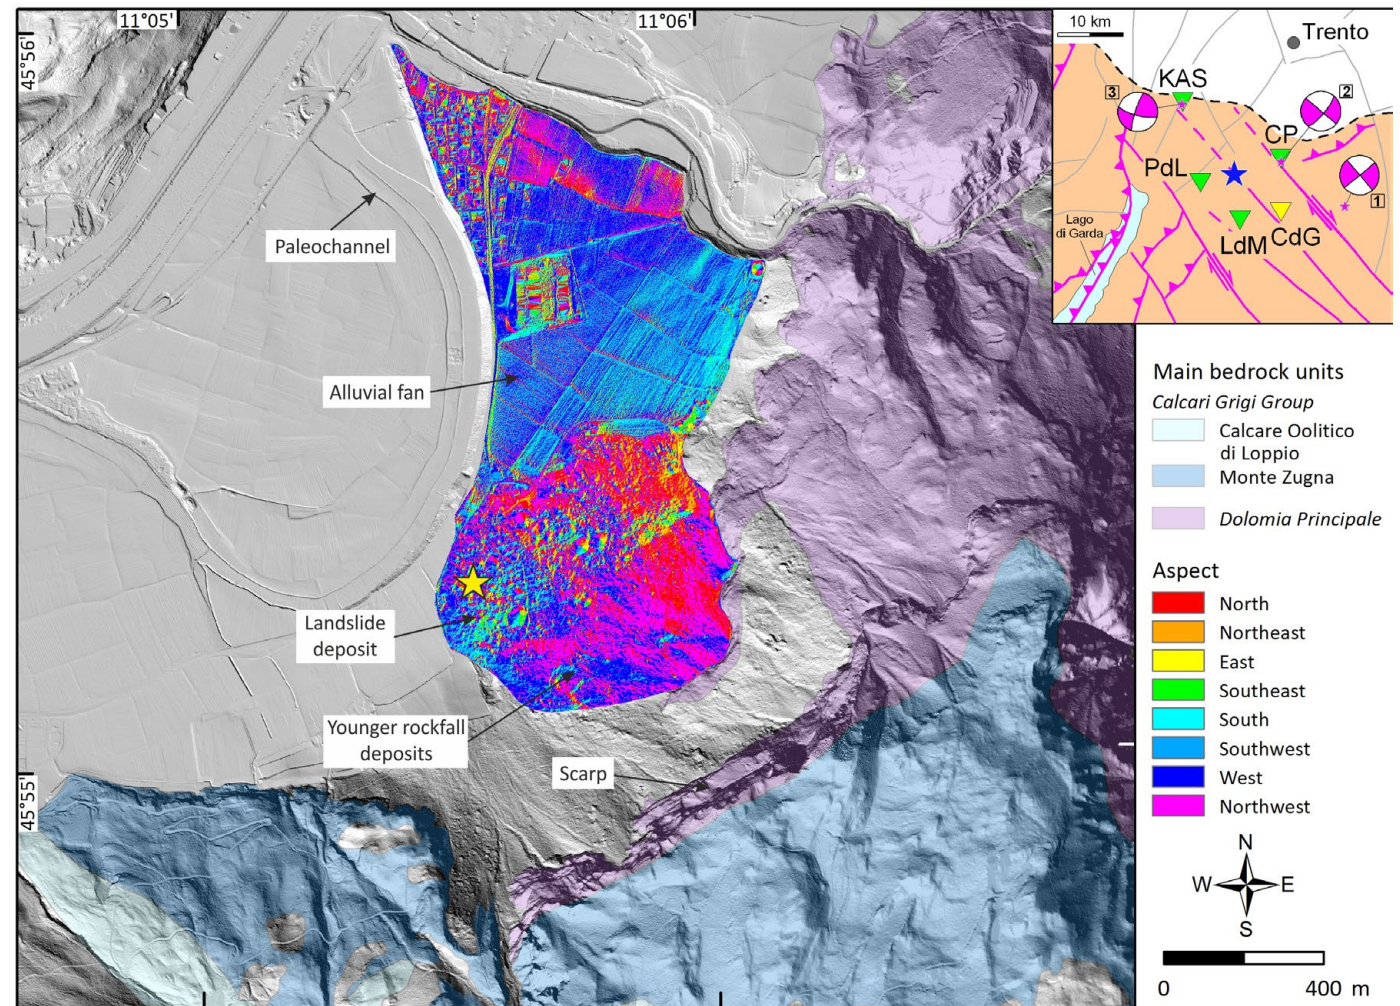 11°05'
11°06'
45°56'
45°55'
Paleochannel
Alluvial fan
Landslide
deposit
Younger rockfall
deposits
Scarp
10 km
Trento
KAS
3
2
CP
PdL
1
Lago
di Garda
LdM
CdG
Main bedrock units
Calcari Grigi Group
Calcare Oolitico
di Loppio
Monte Zugna
Dolomia Principale
Aspect
North
Northeast
East
Southeast
South
Southwest
West
Northwest
N
W E
S
0 400 m